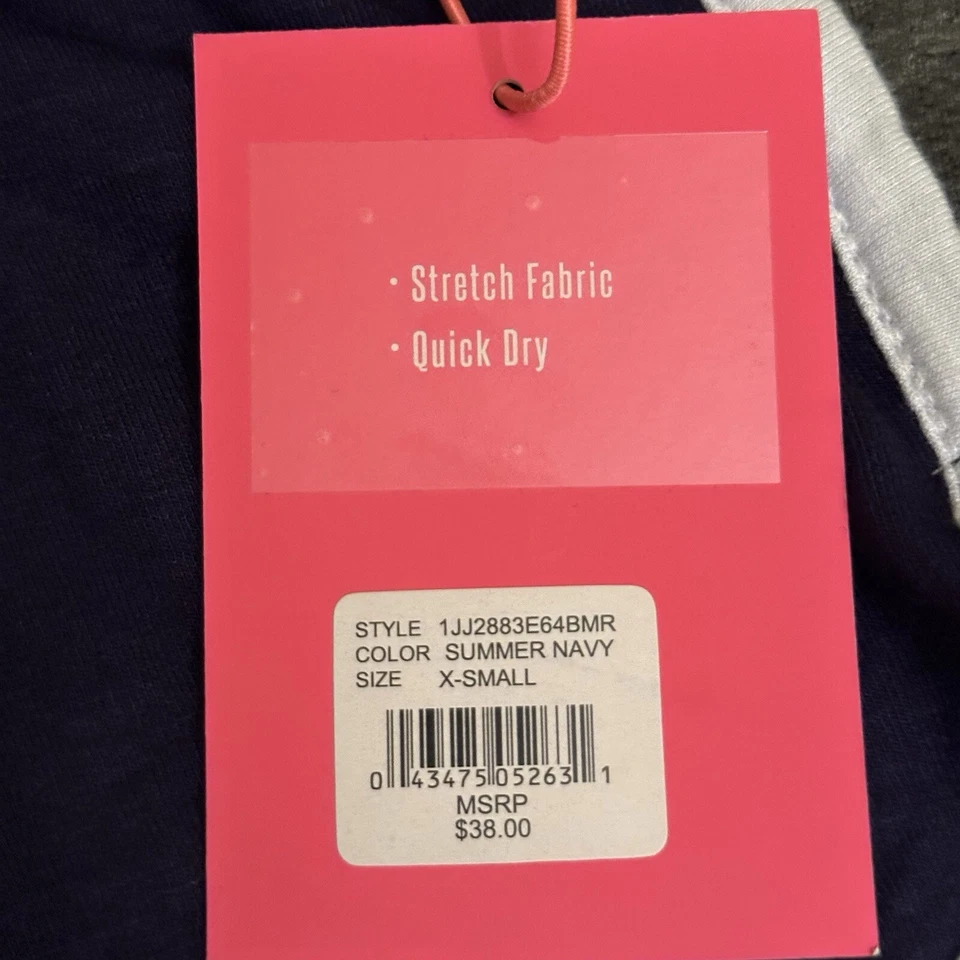 • Stretch Fabric
• Quick Dry
STYLE 1JJ2883E64BMR
COLOR SUMMER NAVY
SIZE X-SMALL
0 43475 05263 1
MSRP
$38.00